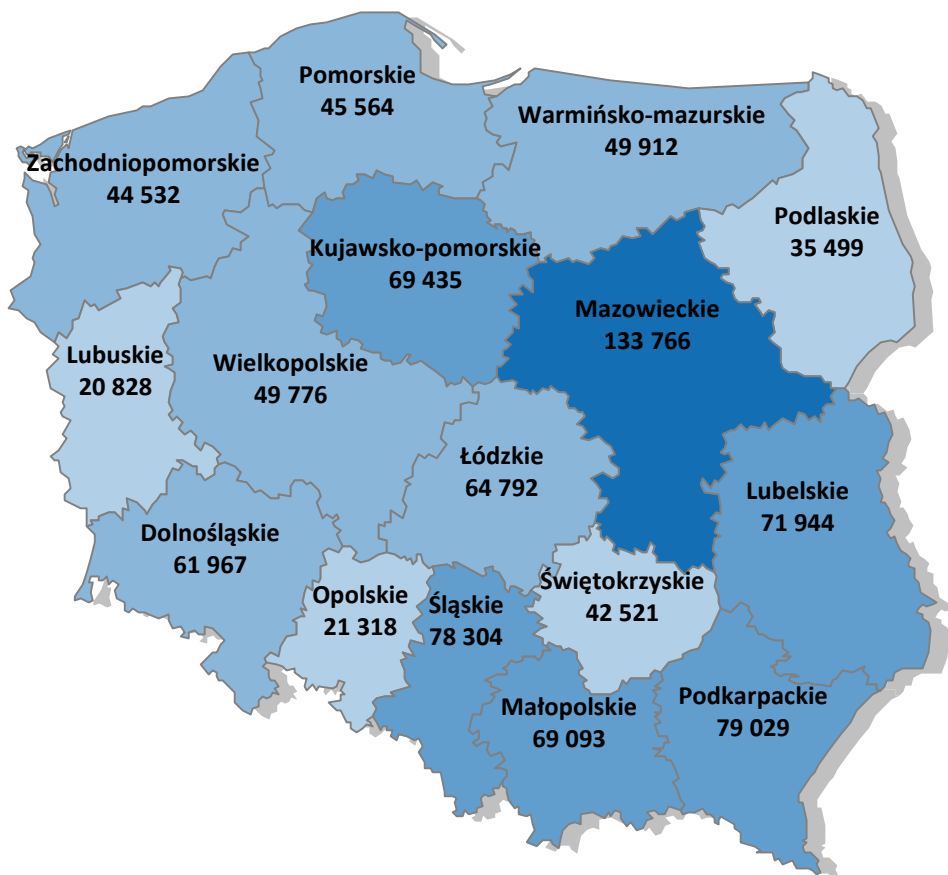 Pomorskie
45 564
Warmińsko-mazurskie
49 912
Zachodniopomorskie
44 532
Podlaskie
35 499
Kujawsko-pomorskie
69 435
Mazowieckie
133 766
Lubuskie
20 828
Wielkopolskie
49 776
Łódzkie
64 792
Lubelskie
71 944
Dolnośląskie
61 967
Opolskie
21 318
Śląskie
78 304
Świętokrzyskie
42 521
Małopolskie
69 093
Podkarpackie
79 029